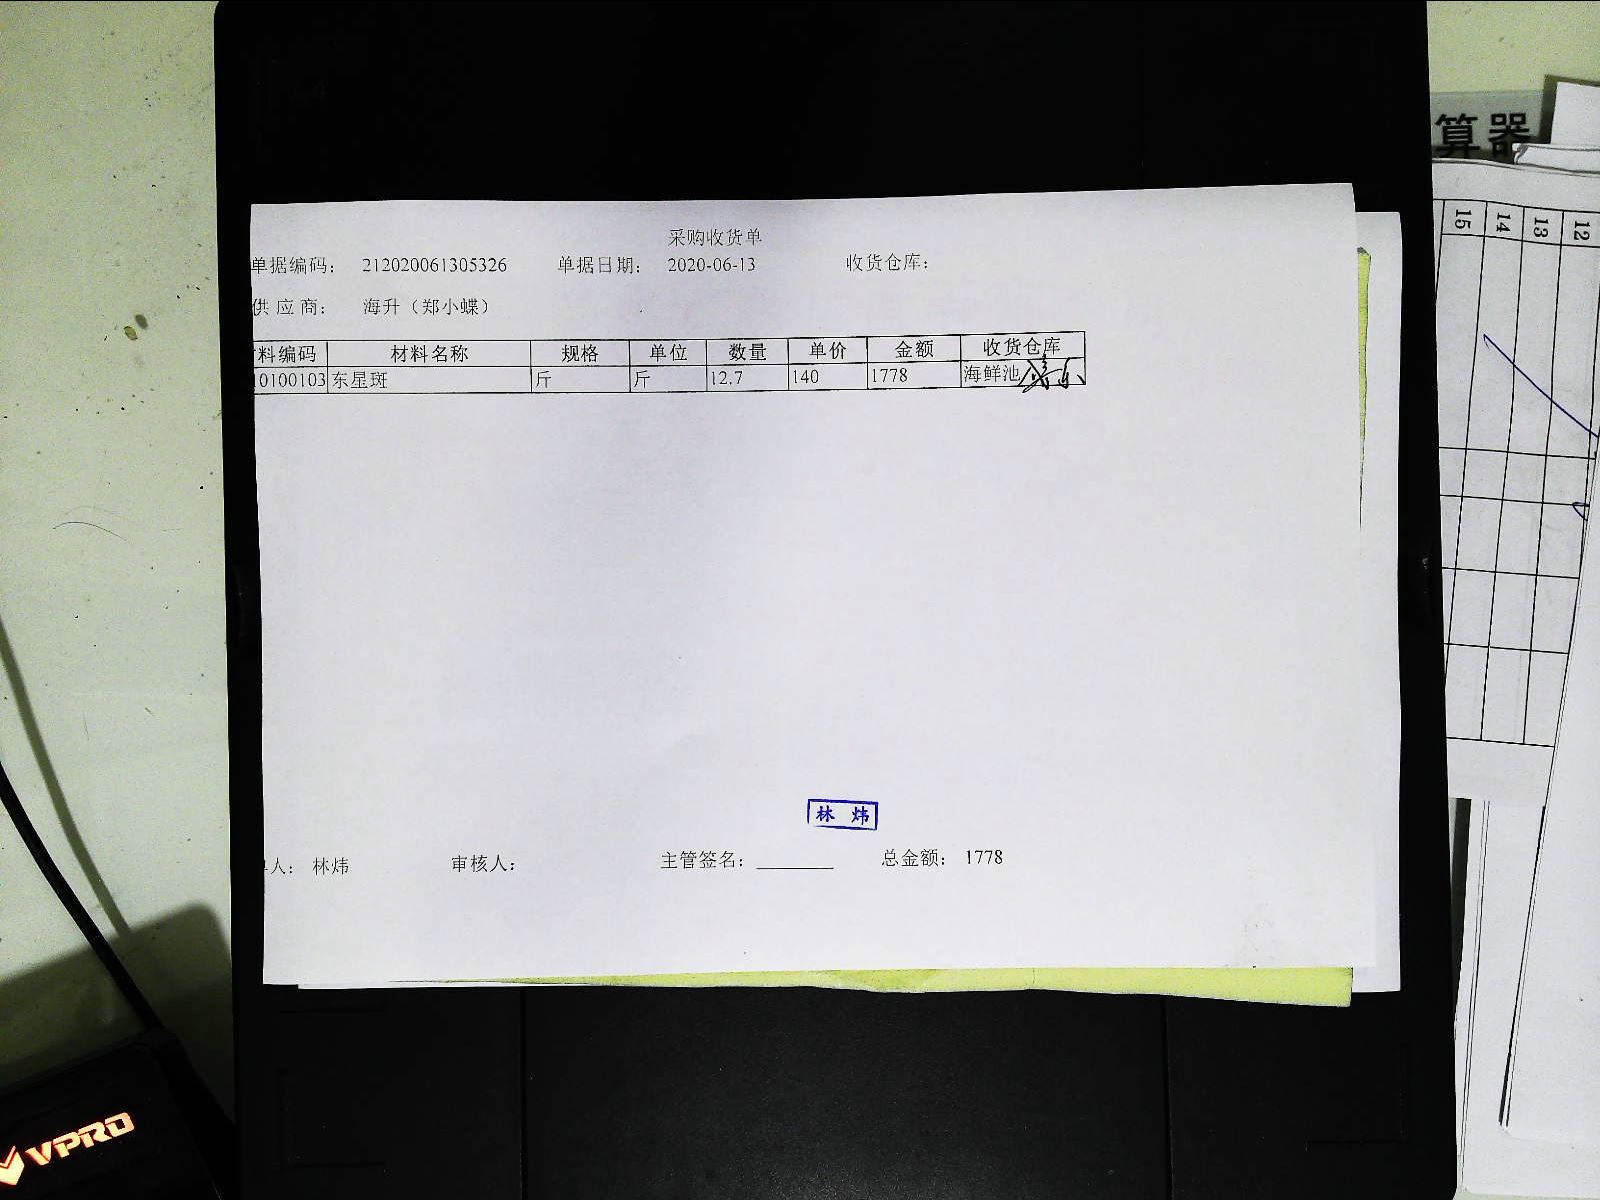 采购收货单
单据编码: 212020061305326 单据日期: 2020-06-13 收货仓库:
供 应 商: 海升（郑小蝶）
料编码 材料名称 规格 单位 数量 单价 金额 收货仓库
10100103 东星斑 斤 斤 12.7 140 1778 海鲜池
林 炜
人: 林炜 审核人: 主管签名: 总金额: 1778
算器
15 14 13 12
VPRO